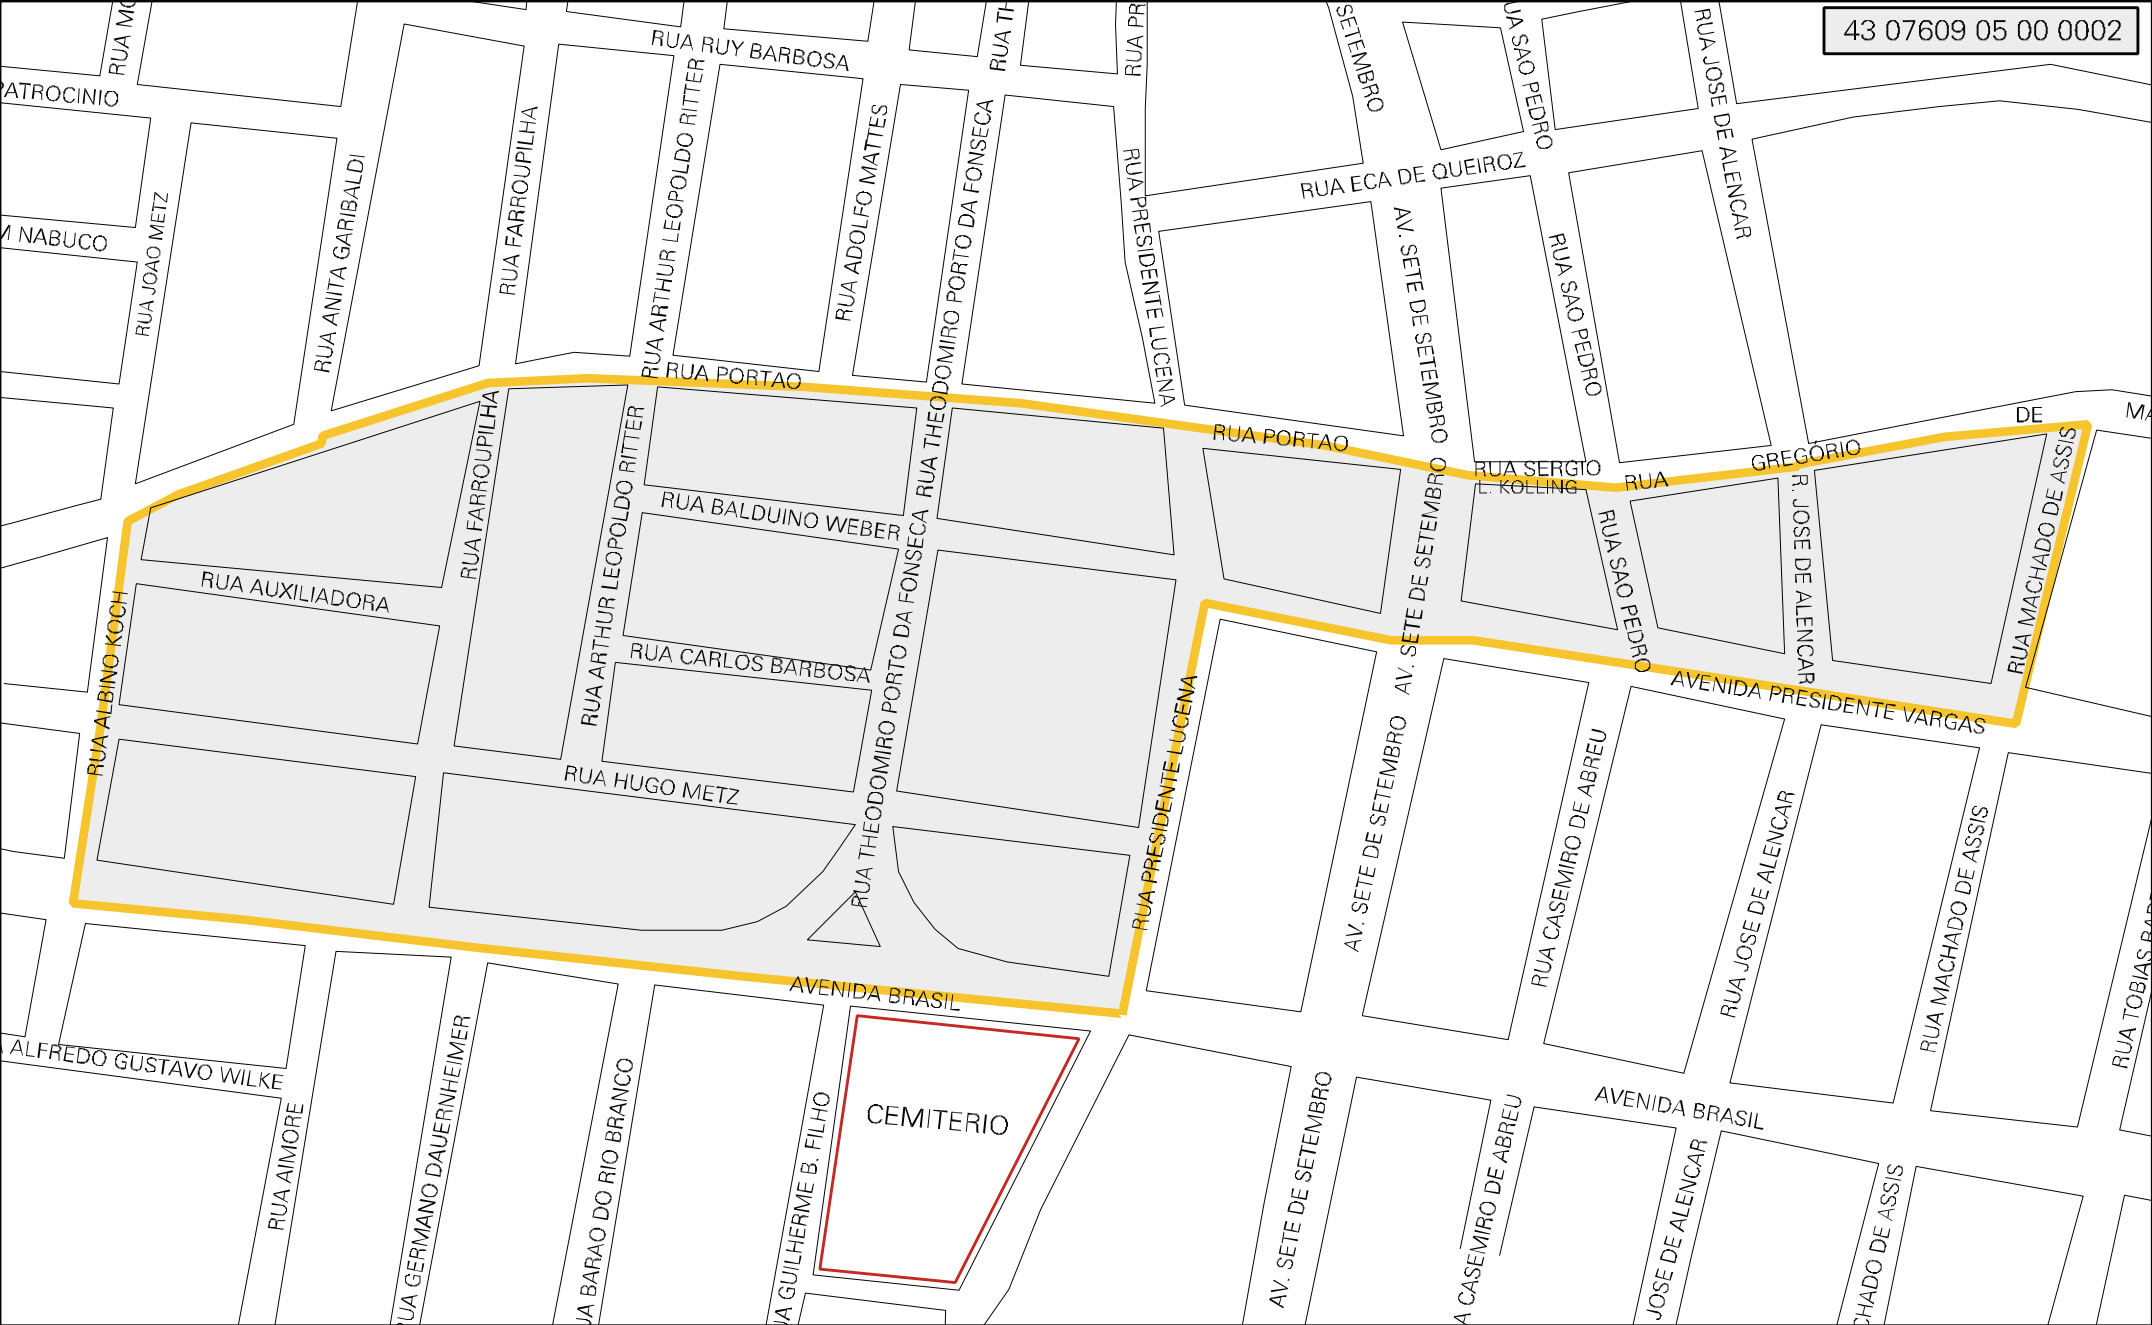 43 07609 05 00 0002
RUA RUY BARBOSA
PATROCINIO
SETEMBRO
RUA SAO PEDRO
RUA JOSE DE ALENCAR
RUA FARROUPILHA
RUA ARTHUR LEOPOLDO RITTER
RUA ADOLFO MATTES
RUA THEODOMIRO PORTO DA FONSECA
RUA PRESIDENTE LUCENA
RUA ECA DE QUEIROZ
M NABUCO
RUA JOAO METZ
RUA ANITA GARIBALDI
AV. SETE DE SETEMBRO
RUA SAO PEDRO
RUA PORTAO
RUA PORTAO
RUA SERGIO
L. KOLLING
RUA
GREGÓRIO
DE
MA
RUA FARROUPILHA
RUA ARTHUR LEOPOLDO RITTER
RUA BALDUINO WEBER
RUA THEODOMIRO PORTO DA FONSECA
AV. SETE DE SETEMBRO
RUA SAO PEDRO
R. JOSE DE ALENCAR
RUA MACHADO DE ASSIS
RUA AUXILIADORA
RUA ALBINO KOCH
RUA CARLOS BARBOSA
RUA PRESIDENTE LUCENA
AVENIDA PRESIDENTE VARGAS
RUA HUGO METZ
AV. SETE DE SETEMBRO
RUA CASEMIRO DE ABREU
RUA JOSE DE ALENCAR
RUA MACHADO DE ASSIS
RUA TOBIAS BAR
AVENIDA BRASIL
A ALFREDO GUSTAVO WILKE
RUA AIMORE
RUA GERMANO DAUERNHEIMER
UA BARAO DO RIO BRANCO
UA GUILHERME B. FILHO
CEMITERIO
AVENIDA BRASIL
AV. SETE DE SETEMBRO
A CASEMIRO DE ABREU
JOSE DE ALENCAR
CHADO DE ASSIS